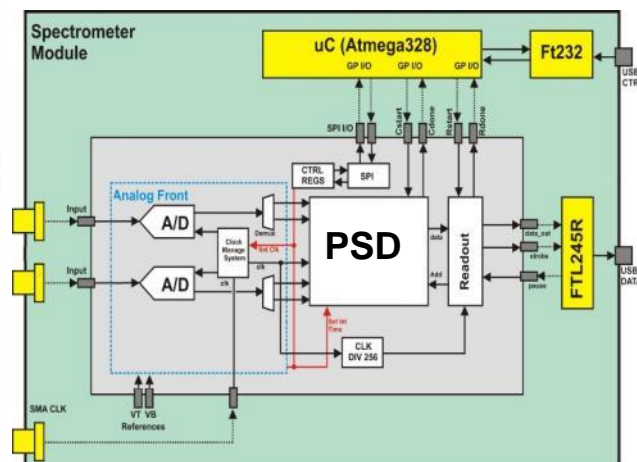 Spectrometer
Module
uC (Atmega328)
GP I/O
GP I/O
GP I/O
Ft232
USB
CTRL
SPI I/O
Cstart
Cdone
Rstart
Rdone
CTRL
REGS
SPI
Analog Front
Input
A/D
Demux
Clock
Manage
System
Set Clk
clk
clk
PSD
data
Add
Readout
data_out
strobe
pause
FTL245R
USB
DATA
Input
A/D
Set Int
Time
CLK
DIV 256
SMA CLK
VT VB
References